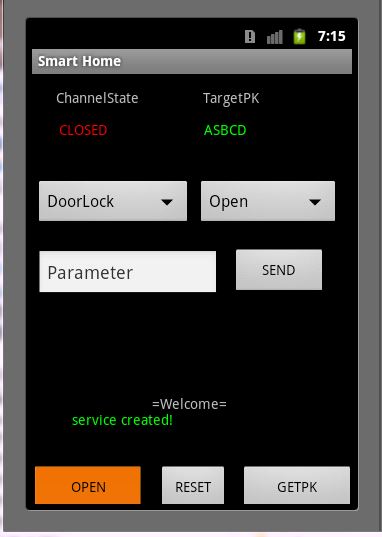 7:15
Smart Home
ChannelState TargetPK
CLOSED ASBCD
DoorLock Open
Parameter SEND
=Welcome=
service created!
OPEN RESET GETPK